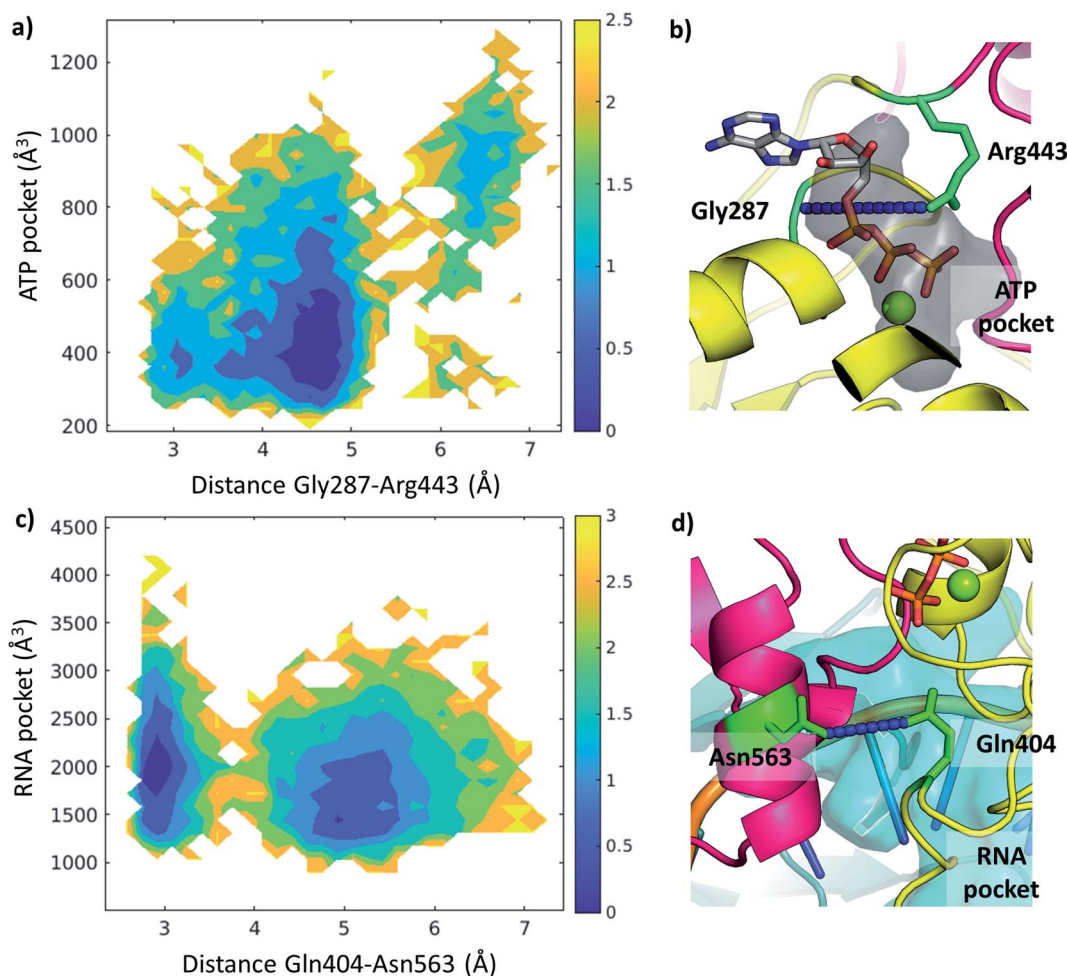 a)
1200
1000
800
600
400
200
ATP pocket (Å³)
3 4 5 6 7
Distance Gly287-Arg443 (Å)
2.5
2
1.5
1
0.5
0
b)
Arg443
Gly287
ATP
pocket
c)
4500
4000
3500
3000
2500
2000
1500
1000
RNA pocket (Å³)
3 4 5 6 7
Distance Gln404-Asn563 (Å)
3
2.5
2
1.5
1
0.5
0
d)
Asn563
Gln404
RNA
pocket